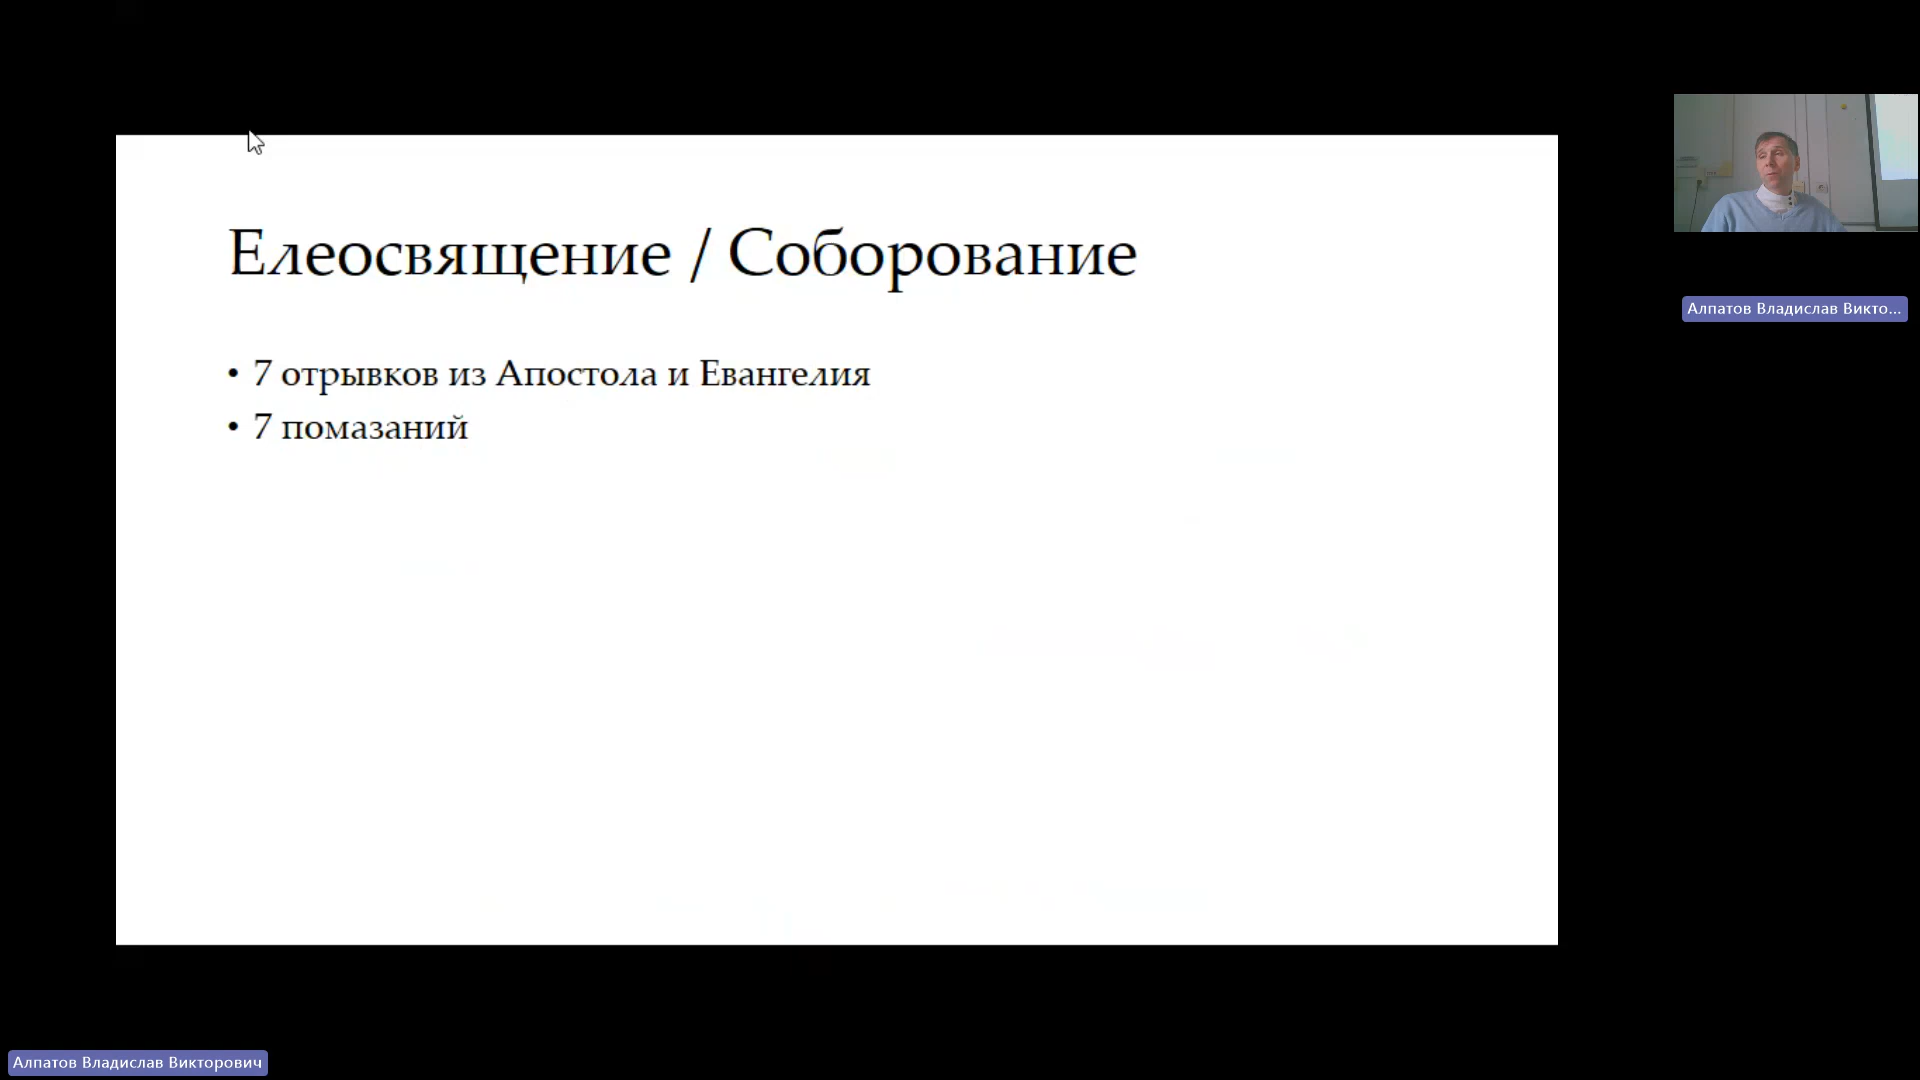 Елеосвящение / Соборование
• 7 отрывков из Апостола и Евангелия
• 7 помазаний
Алпатов Владислав Викто...
Алпатов Владислав Викторович